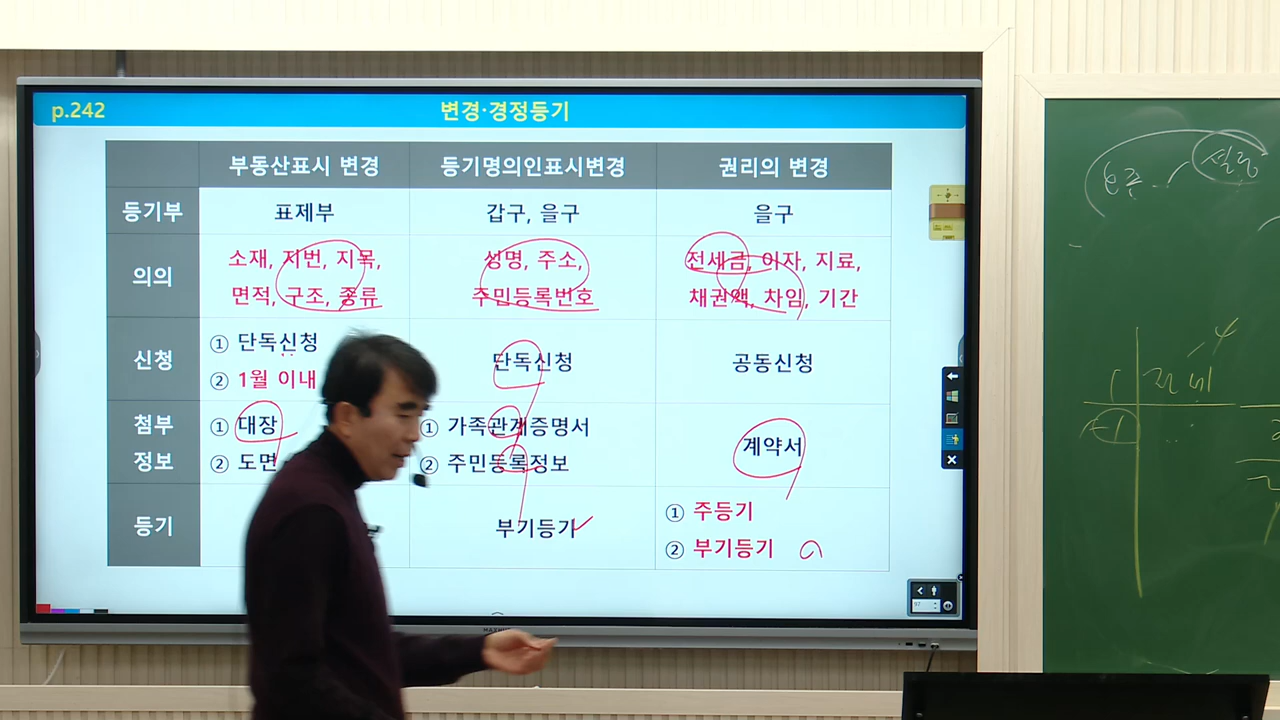 p.242
변경·경정등기
부동산표시 변경 등기명의인표시변경 권리의 변경
등기부 표제부 갑구, 을구 을구
의의 소재, 지번, 지목, 성명, 주소, 전세금, 이자, 지료,
면적, 구조, 종류 주민등록번호 채권액, 차임, 기간
신청 ① 단독신청 단독신청 공동신청
② 1월 이내
첨부 ① 대장 ① 가족관계증명서 계약서
정보 ② 도면 ② 주민등록정보
등기 부기등기 ① 주등기
② 부기등기